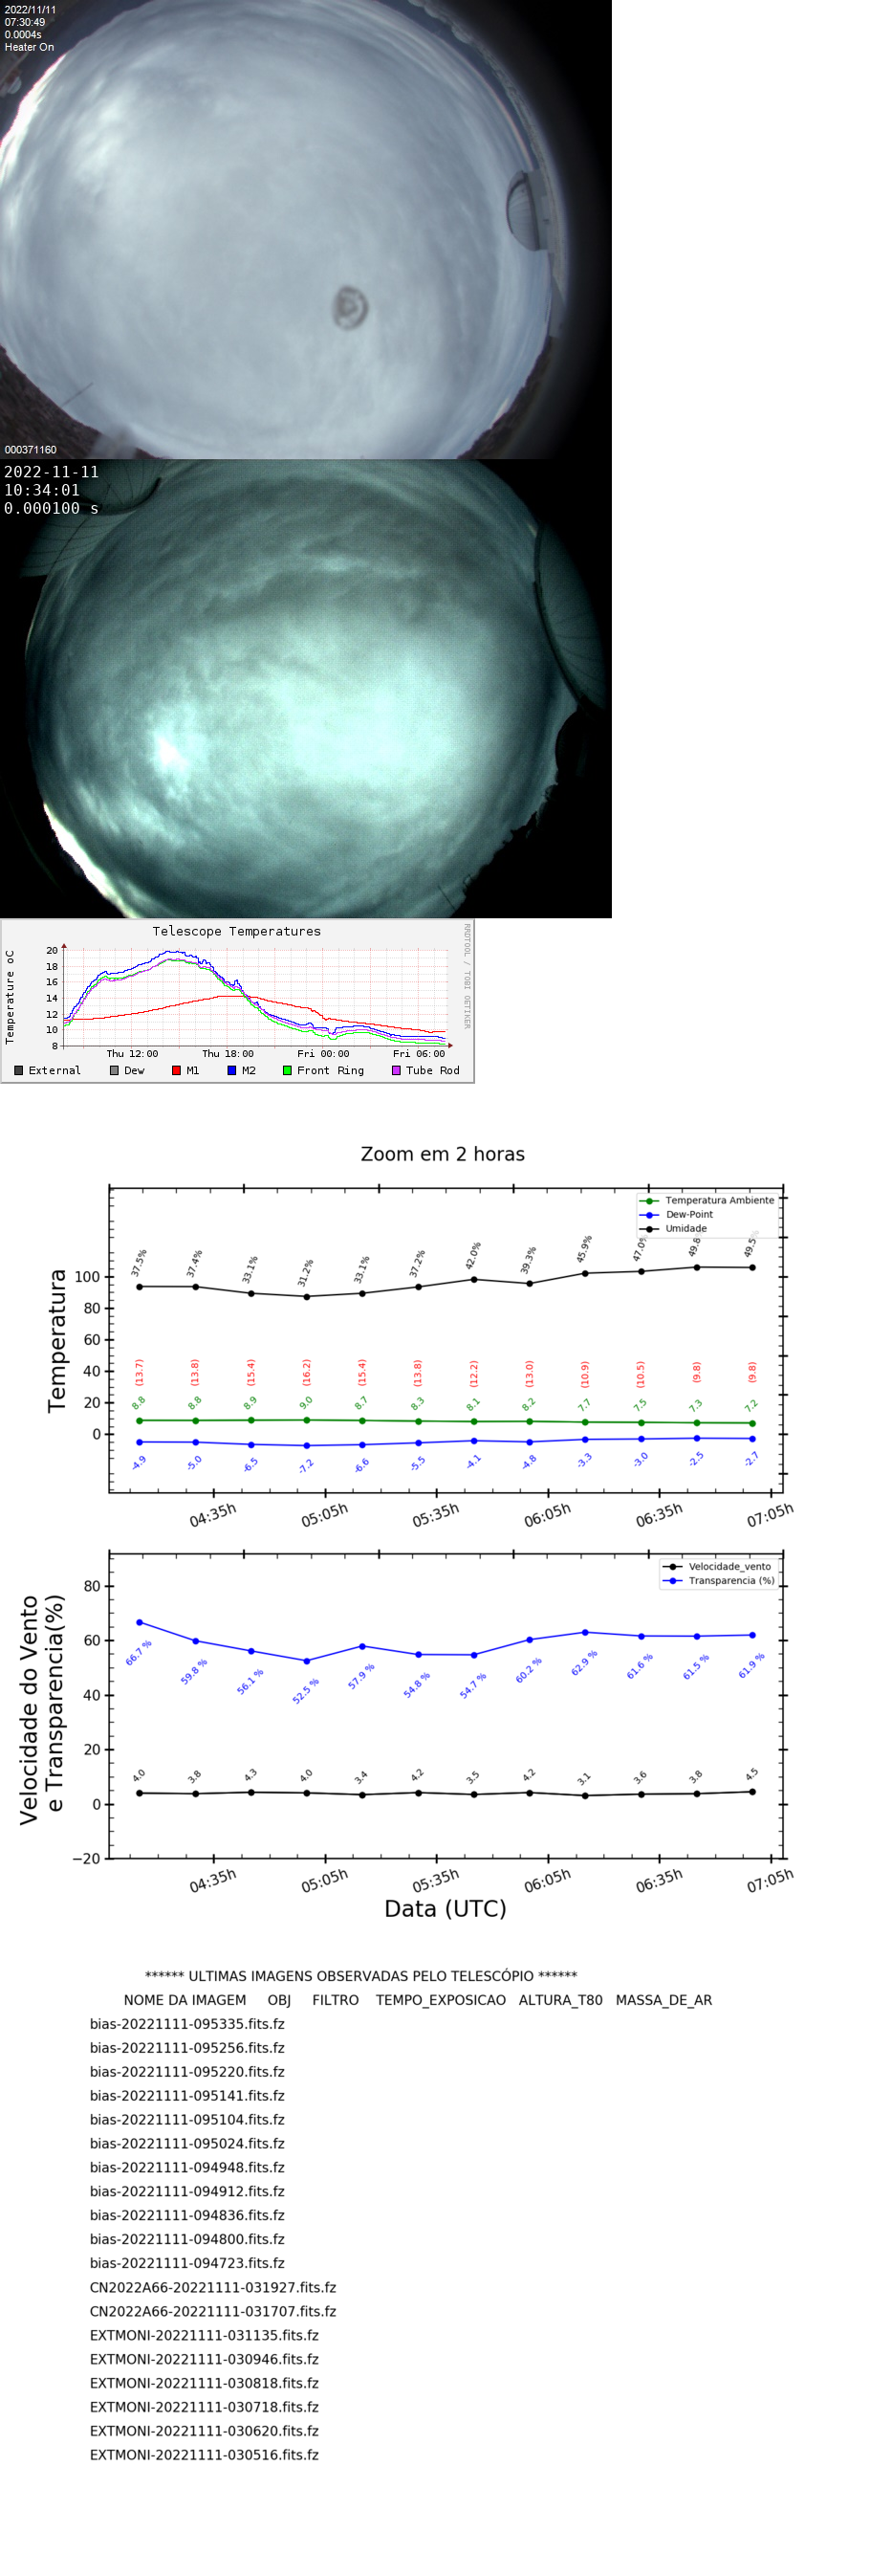 2022/11/11
07:30:49
0.0004s
Heater On
000371160
2022-11-11
10:34:01
0.000100 s
Telescope Temperatures
RRDTOOL / TOBI OETIKER
Temperature oC
20
18
16
14
12
10
8
Thu 12:00 Thu 18:00 Fri 00:00 Fri 06:00
External Dew M1 M2 Front Ring Tube Rod
Zoom em 2 horas
Temperatura Ambiente
Dew-Point
Umidade
Temperatura
37.5% 37.4% 33.1% 31.2% 33.1% 37.2% 42.0% 39.3% 45.9% 47.0% 49.8% 49.5%
100
80
60
40
20
0
(13.7) (13.8) (15.4) (16.2) (15.4) (13.8) (12.2) (13.0) (10.9) (10.5) (9.8) (9.8)
8.8 8.8 8.9 9.0 8.7 8.3 8.1 8.2 7.7 7.5 7.3 7.2
-4.9 -5.0 -6.5 -7.2 -6.6 -5.5 -4.1 -4.8 -3.3 -3.0 -2.5 -2.7
04:35h 05:05h 05:35h 06:05h 06:35h 07:05h
Velocidade_vento
Transparencia (%)
Velocidade do Vento
e Transparencia(%)
80
60
40
20
0
−20
66.7 % 59.8 % 56.1 % 52.5 % 57.9 % 54.8 % 54.7 % 60.2 % 62.9 % 61.6 % 61.5 % 61.9 %
4.0 3.8 4.3 4.0 3.4 4.2 3.5 4.2 3.1 3.6 3.8 4.5
04:35h 05:05h 05:35h 06:05h 06:35h 07:05h
Data (UTC)
****** ULTIMAS IMAGENS OBSERVADAS PELO TELESCÓPIO ******
NOME DA IMAGEM OBJ FILTRO TEMPO_EXPOSICAO ALTURA_T80 MASSA_DE_AR
bias-20221111-095335.fits.fz
bias-20221111-095256.fits.fz
bias-20221111-095220.fits.fz
bias-20221111-095141.fits.fz
bias-20221111-095104.fits.fz
bias-20221111-095024.fits.fz
bias-20221111-094948.fits.fz
bias-20221111-094912.fits.fz
bias-20221111-094836.fits.fz
bias-20221111-094800.fits.fz
bias-20221111-094723.fits.fz
CN2022A66-20221111-031927.fits.fz
CN2022A66-20221111-031707.fits.fz
EXTMONI-20221111-031135.fits.fz
EXTMONI-20221111-030946.fits.fz
EXTMONI-20221111-030818.fits.fz
EXTMONI-20221111-030718.fits.fz
EXTMONI-20221111-030620.fits.fz
EXTMONI-20221111-030516.fits.fz